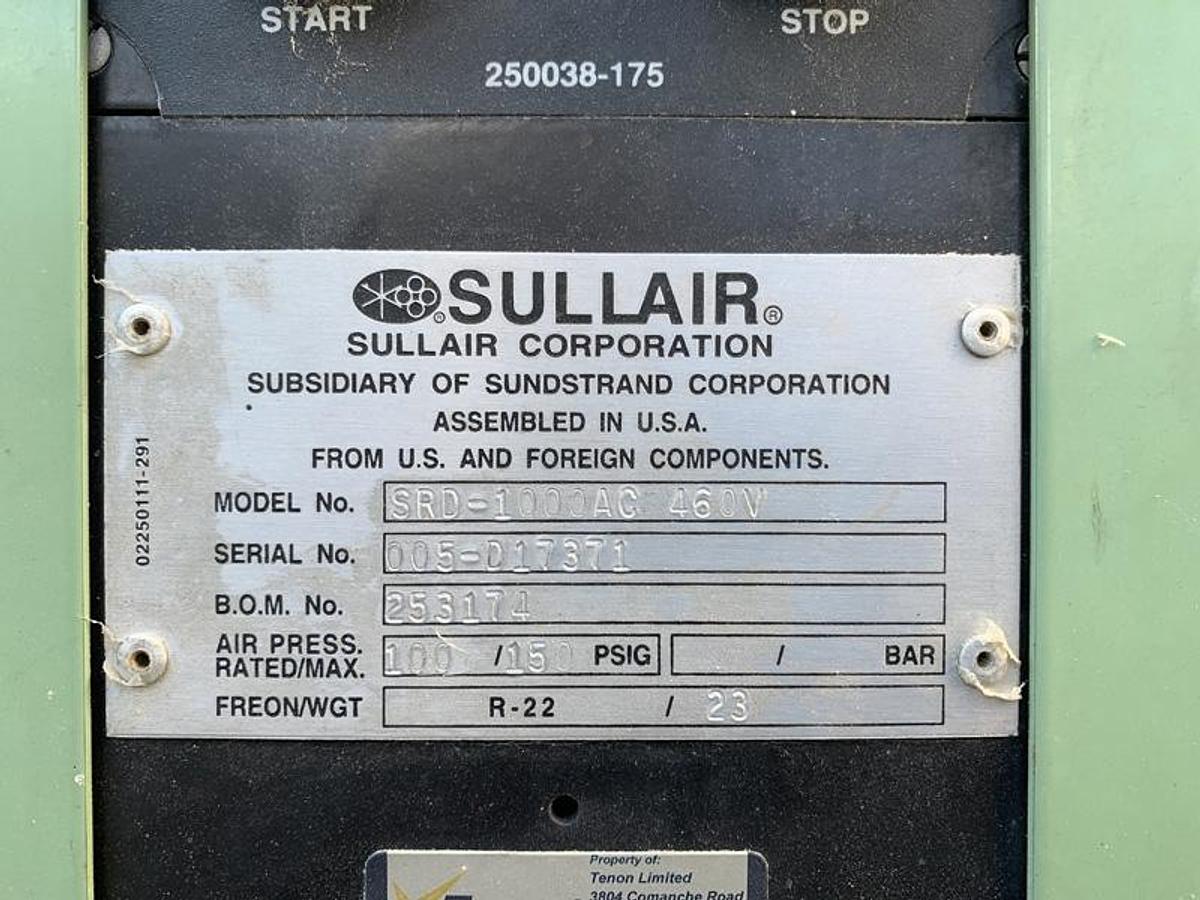 START STOP
250038-175
SULLAIR®
SULLAIR CORPORATION
SUBSIDIARY OF SUNDSTRAND CORPORATION
ASSEMBLED IN U.S.A.
FROM U.S. AND FOREIGN COMPONENTS.
02250111-291
MODEL No. SRD-1000AC 460V
SERIAL No. 005-D17371
B.O.M. No. 253174
AIR PRESS.
RATED/MAX. 100 /150 PSIG / BAR
FREON/WGT R-22 / 23
Property of:
Tenon Limited
3804 Comanche Road